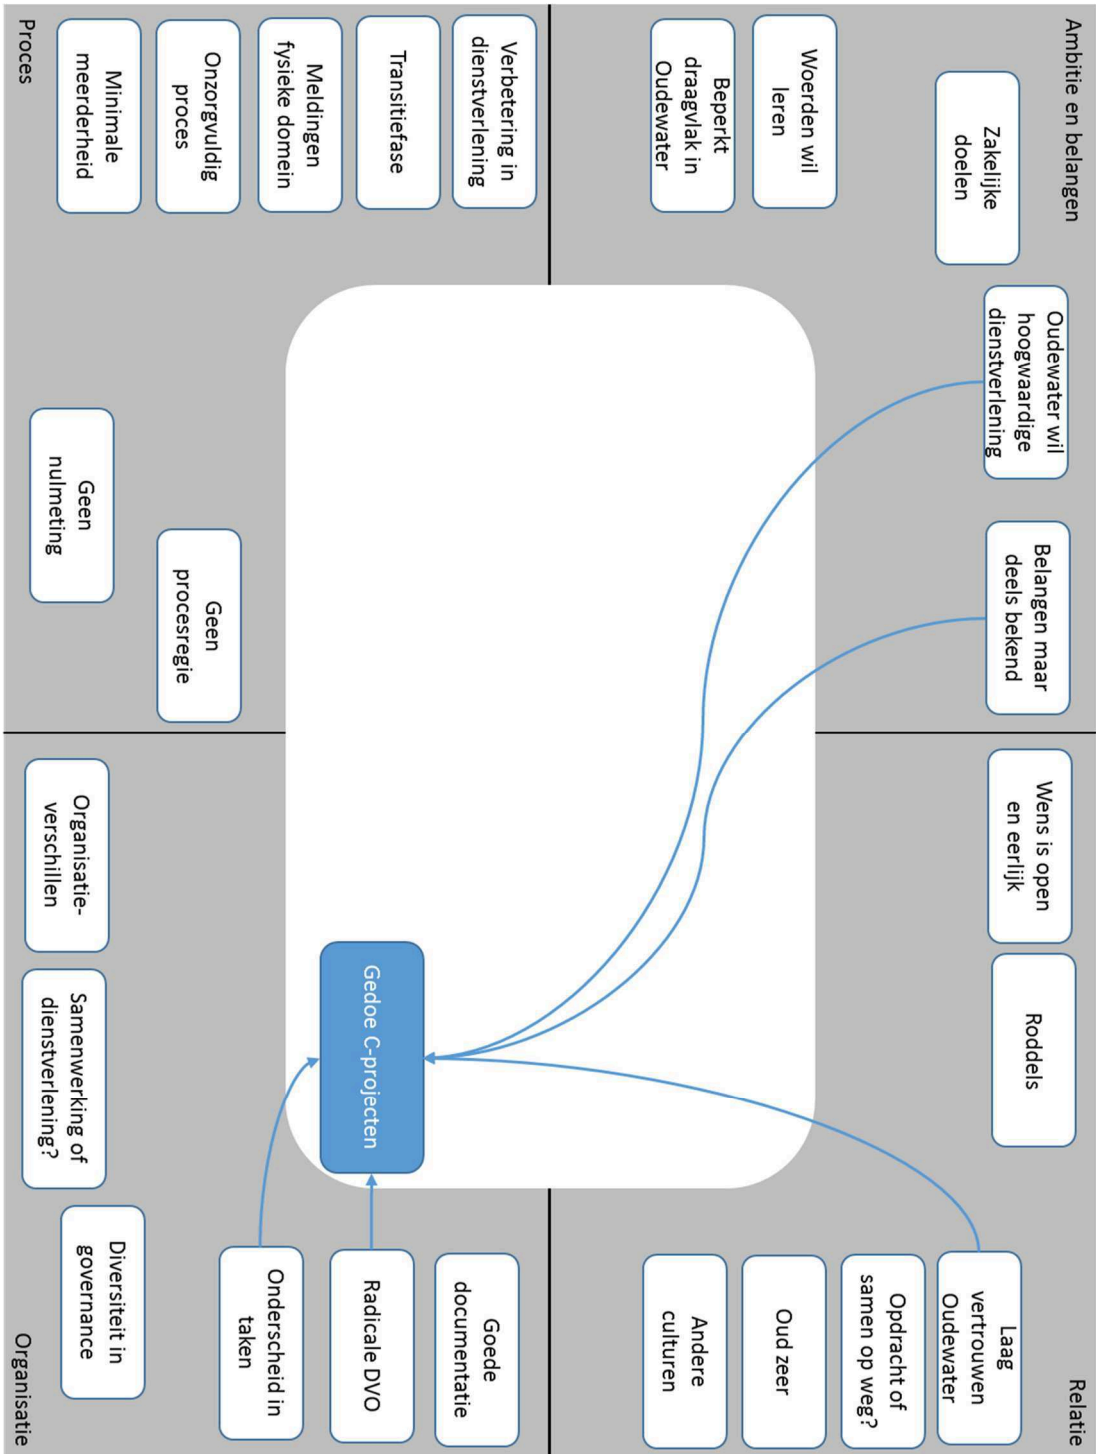 Ambitie en belangen
Zakelijke
doelen
Oudewater wil
hoogwaardige
dienstverlening
Belangen maar
deels bekend
Woerden wil
leren
Beperkt
draagvlak in
Oudewater
Relatie
Wens is open
en eerlijk
Roddels
Laag
vertrouwen
Oudewater
Opdracht of
samen op weg?
Oud zeer
Andere
culturen
Verbetering in
dienstverlening
Transitiefase
Meldingen
fysieke domein
Onzorgvuldig
proces
Minimale
meerderheid
Geen
procesregie
Geen
nulmeting
Proces
Gedoe C-projecten
Goede
documentatie
Radicale DVO
Onderscheid in
taken
Diversiteit in
governance
Organisatie-
verschillen
Samenwerking of
dienstverlening?
Organisatie